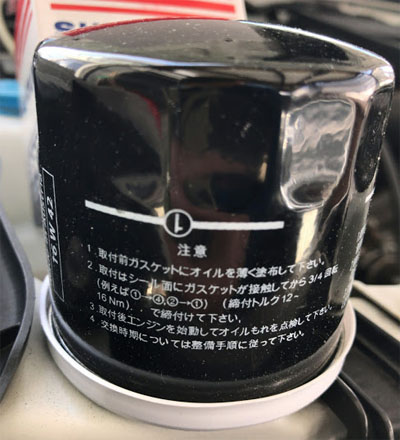 1
注意
1. 取付前ガスケットにオイルを薄く塗布して下さい。
2. 取付はシール面にガスケットが接触してから3/4回転
(例えば①→④,②→①) (締付トルク12~
16Nm) で締付けて下さい。
3. 取付後エンジンを始動してオイルもれを点検して下さい。
4. 交換時期については整備手順に従って下さい。
TG W 42